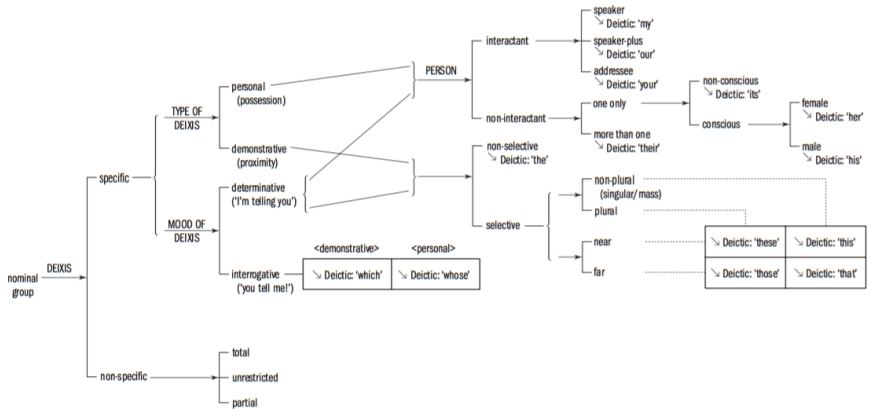 speaker
↘ Deictic: 'my'
interactant
speaker-plus
↘ Deictic: 'our'
PERSON
addressee
↘ Deictic: 'your'
non-conscious
↘ Deictic: 'its'
personal
(possession)
one only
female
↘ Deictic: 'her'
TYPE OF
DEIXIS
non-interactant
conscious
more than one
↘ Deictic: 'their'
male
↘ Deictic: 'his'
demonstrative
(proximity)
non-selective
↘ Deictic: 'the'
specific
determinative
('I'm telling you')
non-plural
(singular/mass)
plural
MOOD OF
DEIXIS
selective
<demonstrative> <personal>
near
↘ Deictic: 'these' ↘ Deictic: 'this'
DEIXIS
nominal
group
interrogative
('you tell me!')
↘ Deictic: 'which' ↘ Deictic: 'whose'
far
↘ Deictic: 'those' ↘ Deictic: 'that'
total
non-specific
unrestricted
partial